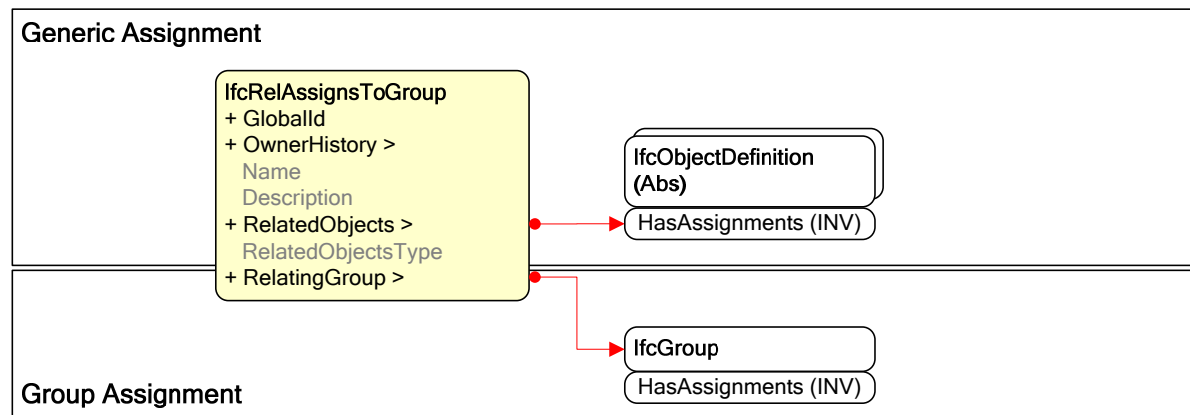 Generic Assignment
IfcRelAssignsToGroup
+ GlobalId
+ OwnerHistory >
Name
Description
+ RelatedObjects >
RelatedObjectsType
+ RelatingGroup >
IfcObjectDefinition
(Abs)
HasAssignments (INV)
IfcGroup
HasAssignments (INV)
Group Assignment